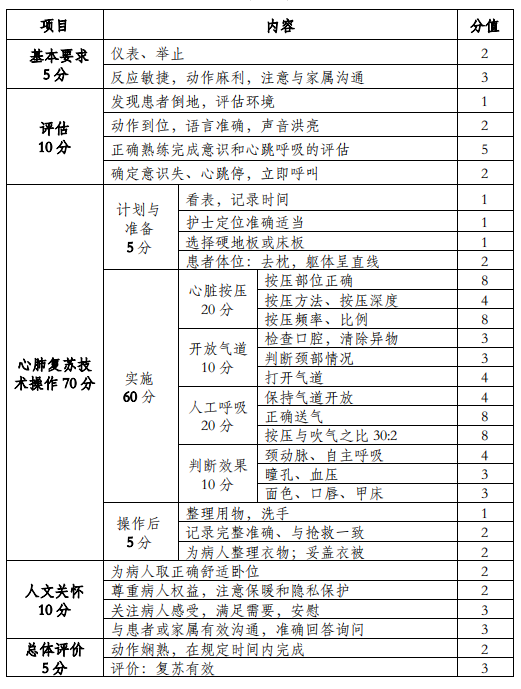 项目 内容 分值
基本要求 5分 仪表、举止 2
反应敏捷，动作麻利，注意与家属沟通 3
评估 10分 发现患者倒地，评估环境 1
动作到位，语言准确，声音洪亮 2
正确熟练完成意识和心跳呼吸的评估 5
确定意识失、心跳停，立即呼叫 2
心肺复苏技术操作70分 计划与准备 5分 看表，记录时间 1
护士定位准确适当 1
选择硬地板或床板 1
患者体位：去枕，躯体呈直线 2
实施 60分 心脏按压 20分 按压部位正确 8
按压方法、按压深度 4
按压频率、比例 8
开放气道 10分 检查口腔，清除异物 3
判断颈部情况 3
打开气道 4
人工呼吸 20分 保持气道开放 4
正确送气 8
按压与吹气之比30:2 8
判断效果 10分 颈动脉、自主呼吸 4
瞳孔、血压 3
面色、口唇、甲床 3
操作后 5分 整理用物，洗手 1
记录完整准确、与抢救一致 2
为病人整理衣物；妥盖衣被 2
人文关怀 10分 为病人取正确舒适卧位 2
尊重病人权益，注意保暖和隐私保护 2
关注病人感受，满足需要，安慰 3
与患者或家属有效沟通，准确回答询问 3
总体评价 5分 动作娴熟，在规定时间内完成 2
评价：复苏有效 3